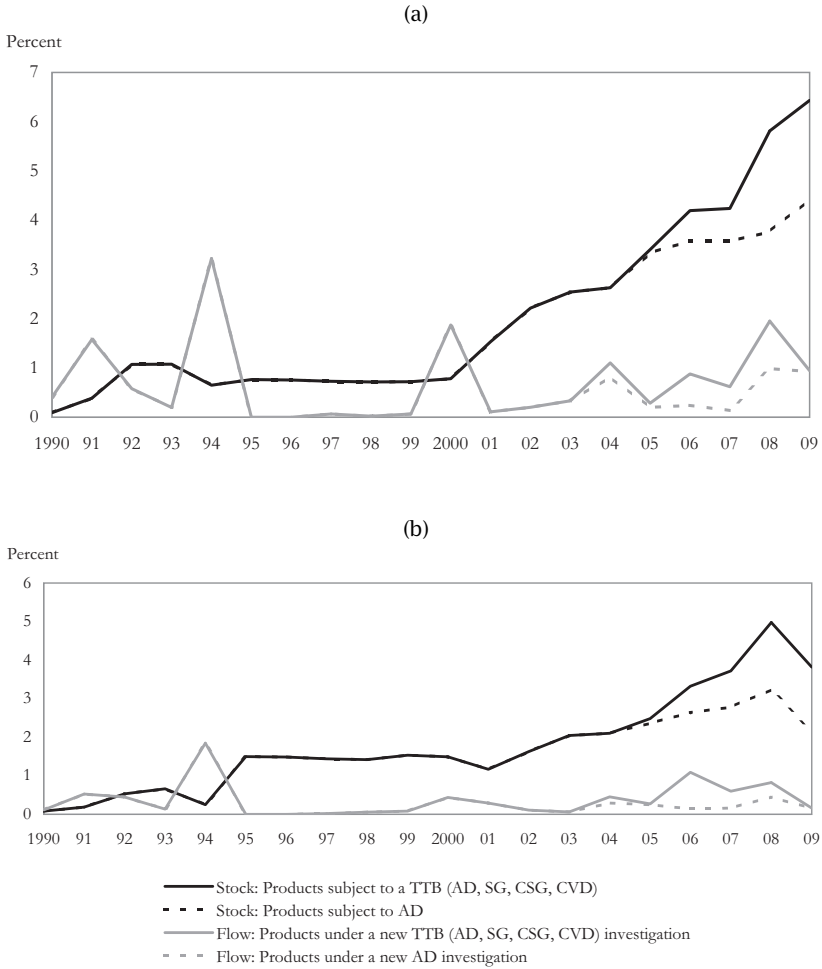 (a)
Percent
7
6
5
4
3
2
1
0
1990 91 92 93 94 95 96 97 98 99 2000 01 02 03 04 05 06 07 08 09
(b)
Percent
6
5
4
3
2
1
0
1990 91 92 93 94 95 96 97 98 99 2000 01 02 03 04 05 06 07 08 09
Stock: Products subject to a TTB (AD, SG, CSG, CVD)
Stock: Products subject to AD
Flow: Products under a new TTB (AD, SG, CSG, CVD) investigation
Flow: Products under a new AD investigation